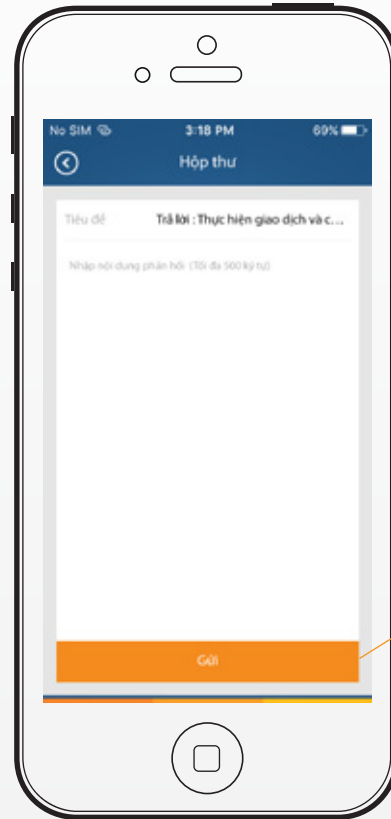 No SIM 3:18 PM 69%
Hộp thư
Tiêu đề Trả lời : Thực hiện giao dịch và c...
Nhập nội dung phản hồi (Tối đa 500 ký tự)
Gửi